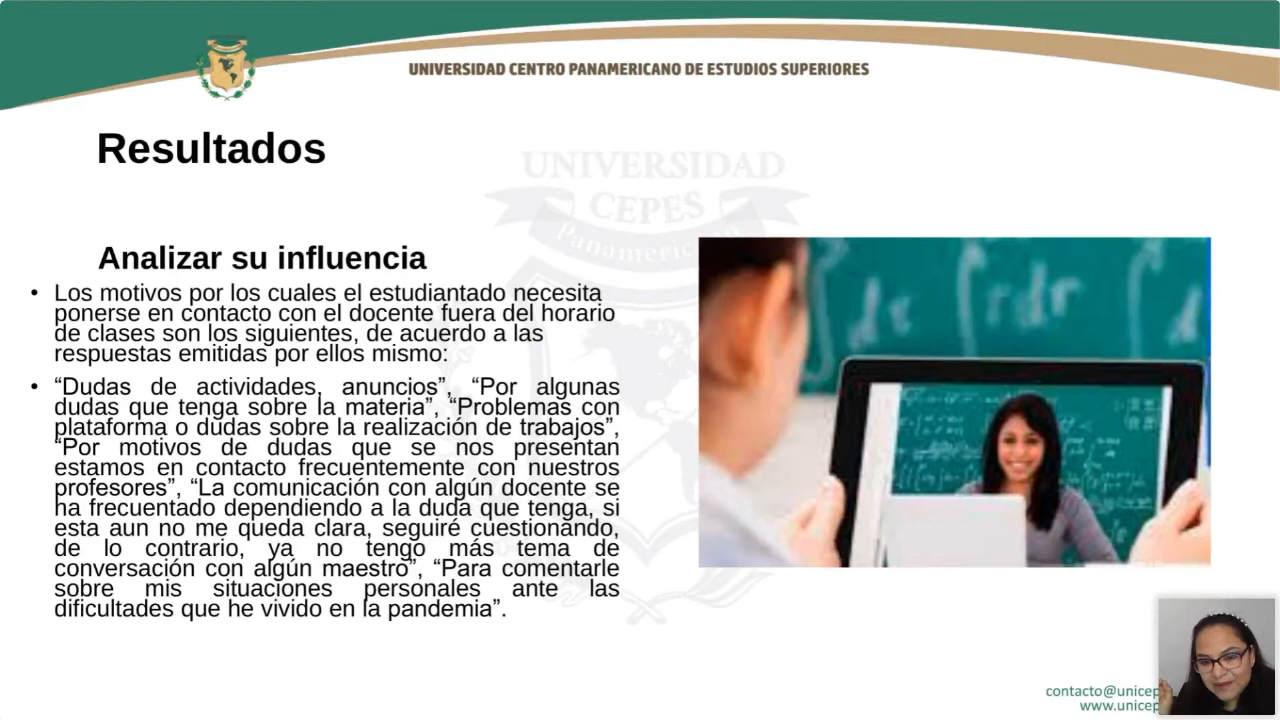 UNIVERSIDAD CENTRO PANAMERICANO DE ESTUDIOS SUPERIORES
Resultados
UNIVERSIDAD
CEPES
Panamericano
Analizar su influencia
• Los motivos por los cuales el estudiantado necesita
ponerse en contacto con el docente fuera del horario
de clases son los siguientes, de acuerdo a las
respuestas emitidas por ellos mismo:
• “Dudas de actividades, anuncios”, “Por algunas
dudas que tenga sobre la materia”, “Problemas con
plataforma o dudas sobre la realización de trabajos”,
“Por motivos de dudas que se nos presentan
estamos en contacto frecuentemente con nuestros
profesores”, “La comunicación con algún docente se
ha frecuentado dependiendo a la duda que tenga, si
esta aun no me queda clara, seguiré cuestionando,
de lo contrario, ya no tengo más tema de
conversación con algún maestro”, “Para comentarle
sobre mis situaciones personales ante las
dificultades que he vivido en la pandemia”.
contacto@unicep
www.unicep